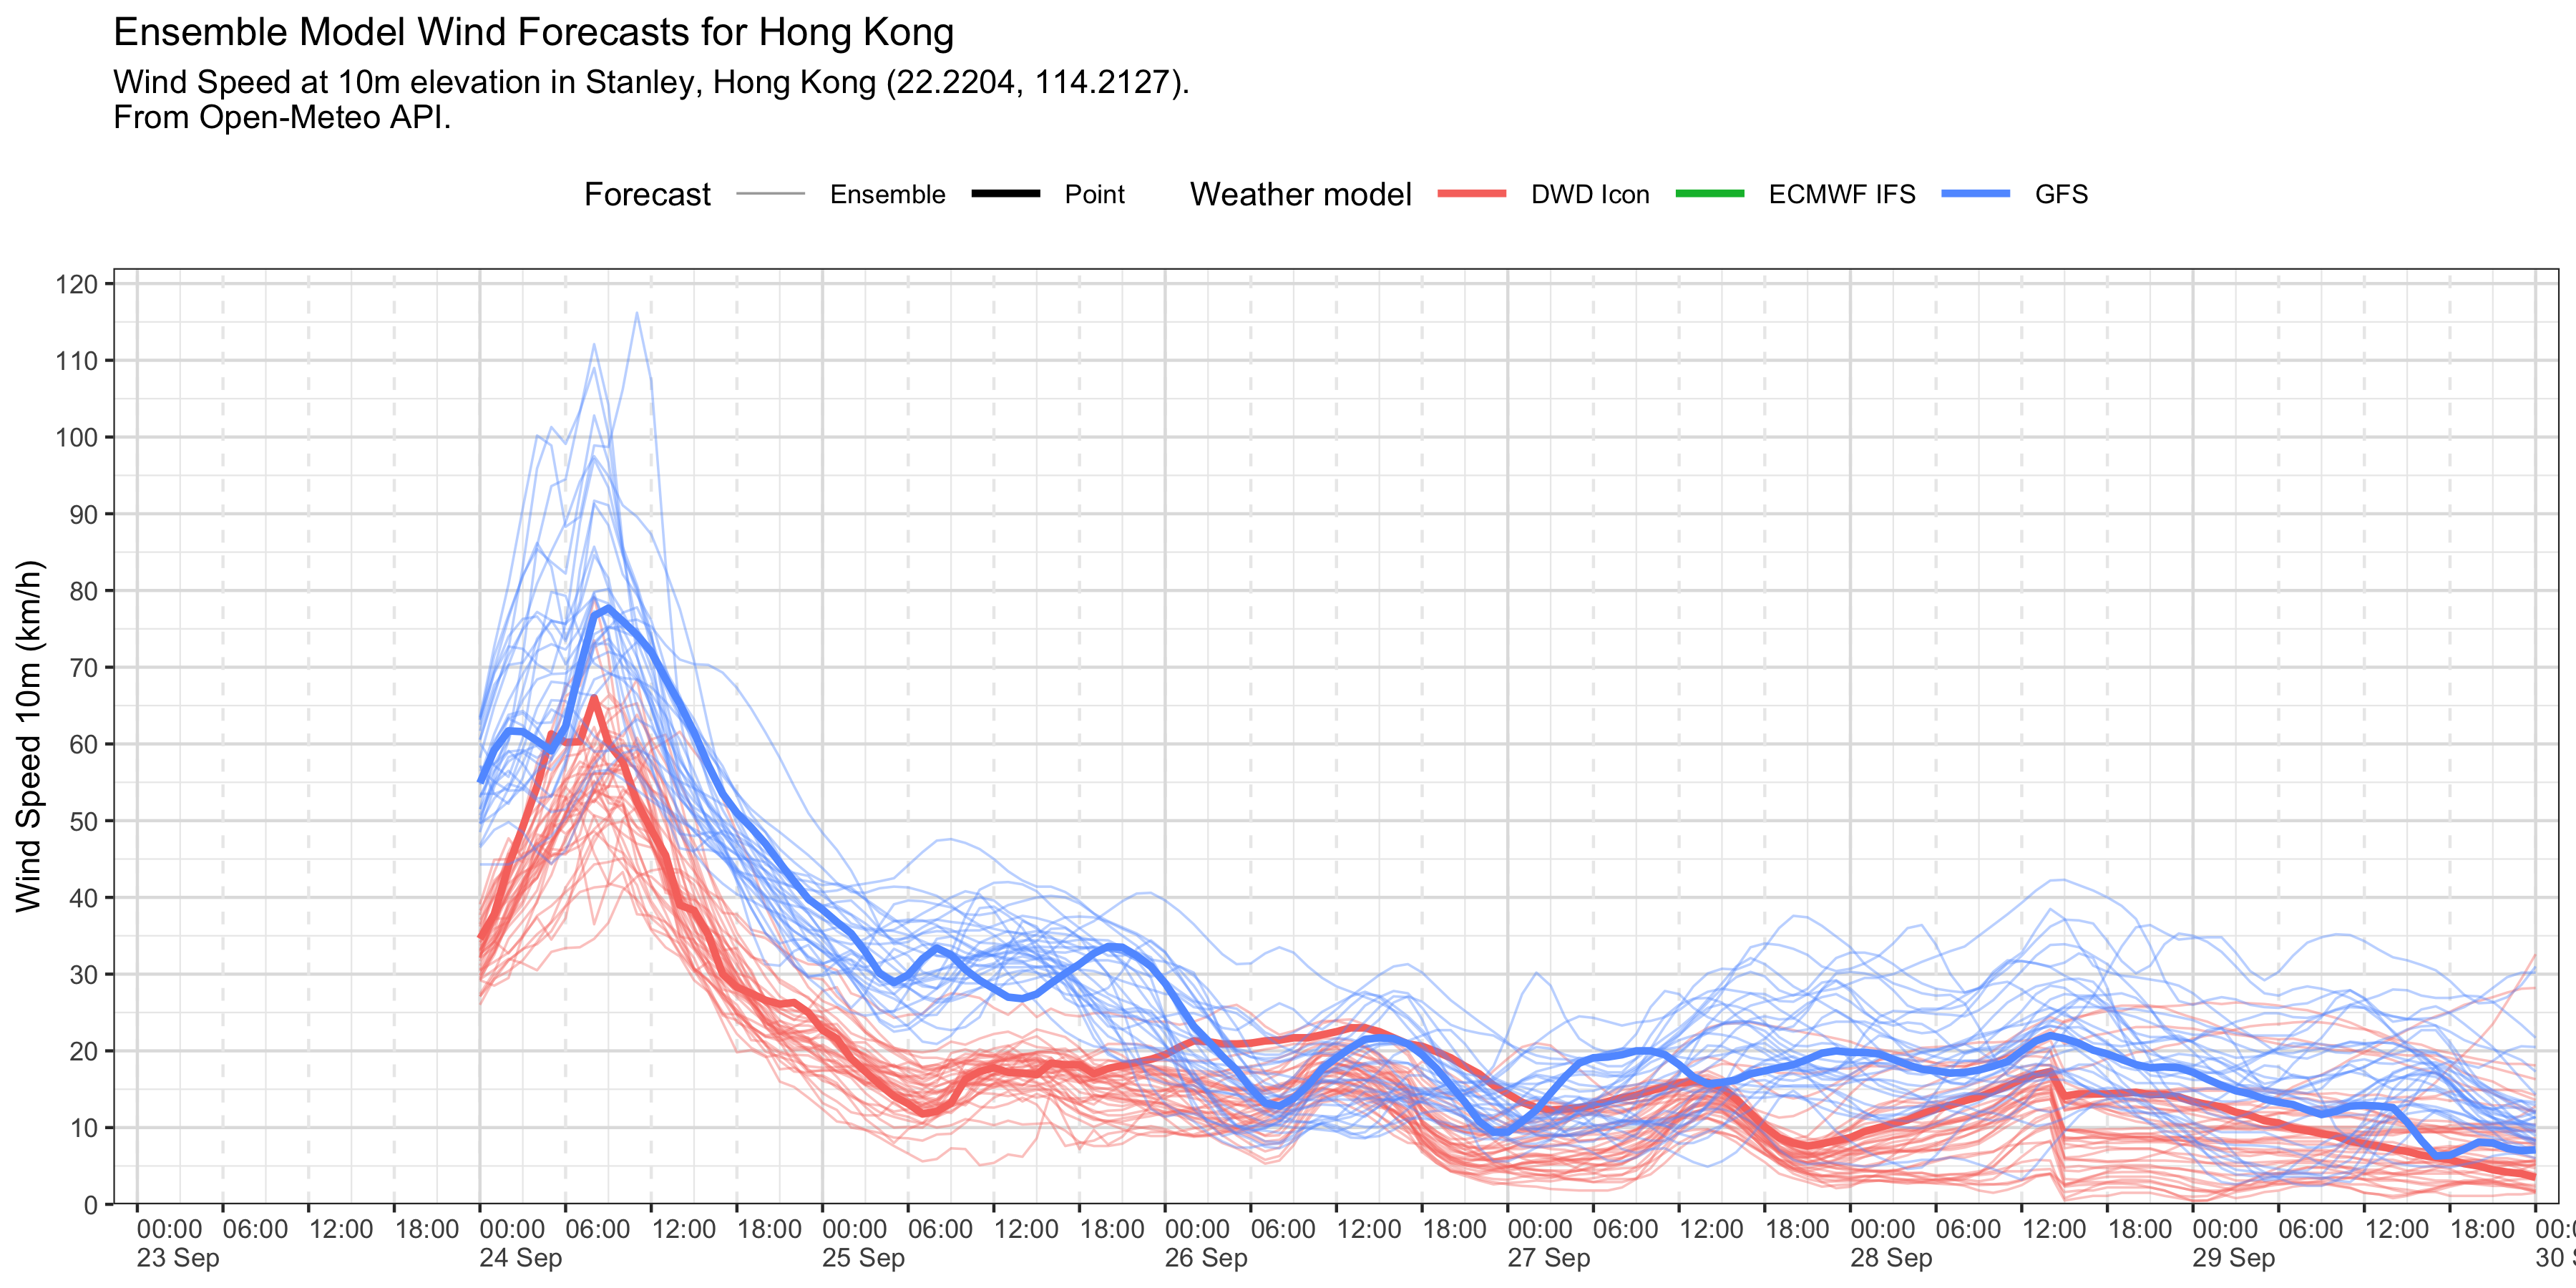 Ensemble Model Wind Forecasts for Hong Kong
Wind Speed at 10m elevation in Stanley, Hong Kong (22.2204, 114.2127).
From Open-Meteo API.
Forecast Ensemble Point Weather model DWD Icon ECMWF IFS GFS
Wind Speed 10m (km/h)
120
110
100
90
80
70
60
50
40
30
20
10
0
00:00 06:00 12:00 18:00 00:00 06:00 12:00 18:00 00:00 06:00 12:00 18:00 00:00 06:00 12:00 18:00 00:00 06:00 12:00 18:00 00:00 06:00 12:00 18:00 00:00 06:00 12:00 18:00 00:
23 Sep 24 Sep 25 Sep 26 Sep 27 Sep 28 Sep 29 Sep 30